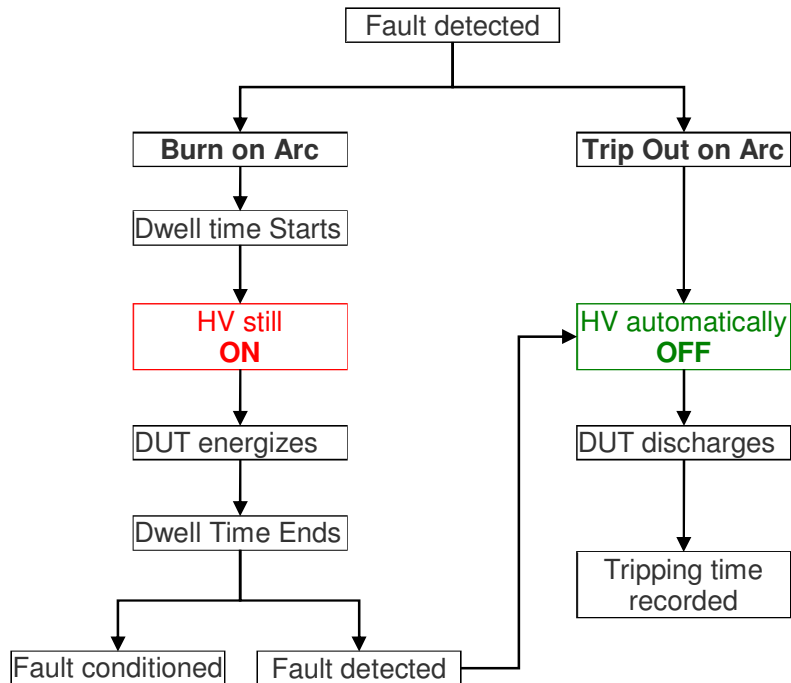 Fault detected
Burn on Arc
Trip Out on Arc
Dwell time Starts
HV still
ON
HV automatically
OFF
DUT energizes
DUT discharges
Dwell Time Ends
Tripping time
recorded
Fault conditioned
Fault detected